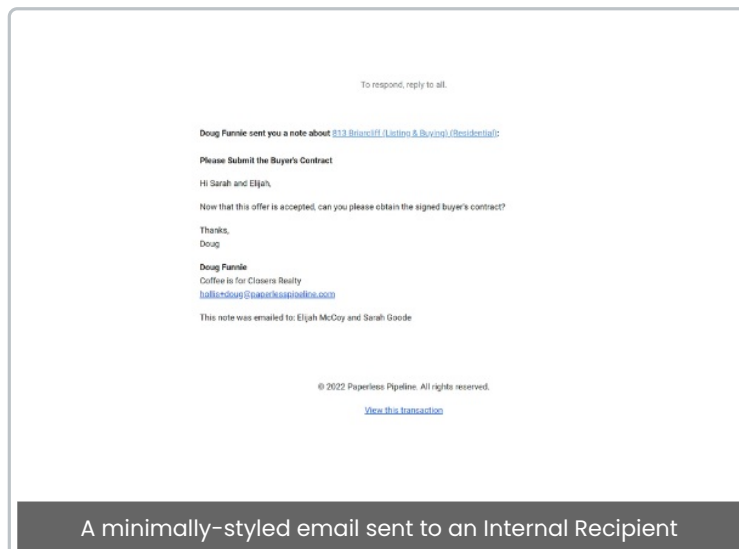 To respond, reply to all.
Doug Funnie sent you a note about 813 Briarcliff (Listing & Buying) (Residential):
Please Submit the Buyer's Contract
Hi Sarah and Elijah,
Now that this offer is accepted, can you please obtain the signed buyer's contract?
Thanks,
Doug
Doug Funnie
Coffee is for Closers Realty
hollis+doug@paperlesspipeline.com
This note was emailed to: Elijah McCoy and Sarah Goode
© 2022 Paperless Pipeline. All rights reserved.
View this transaction
A minimally-styled email sent to an Internal Recipient